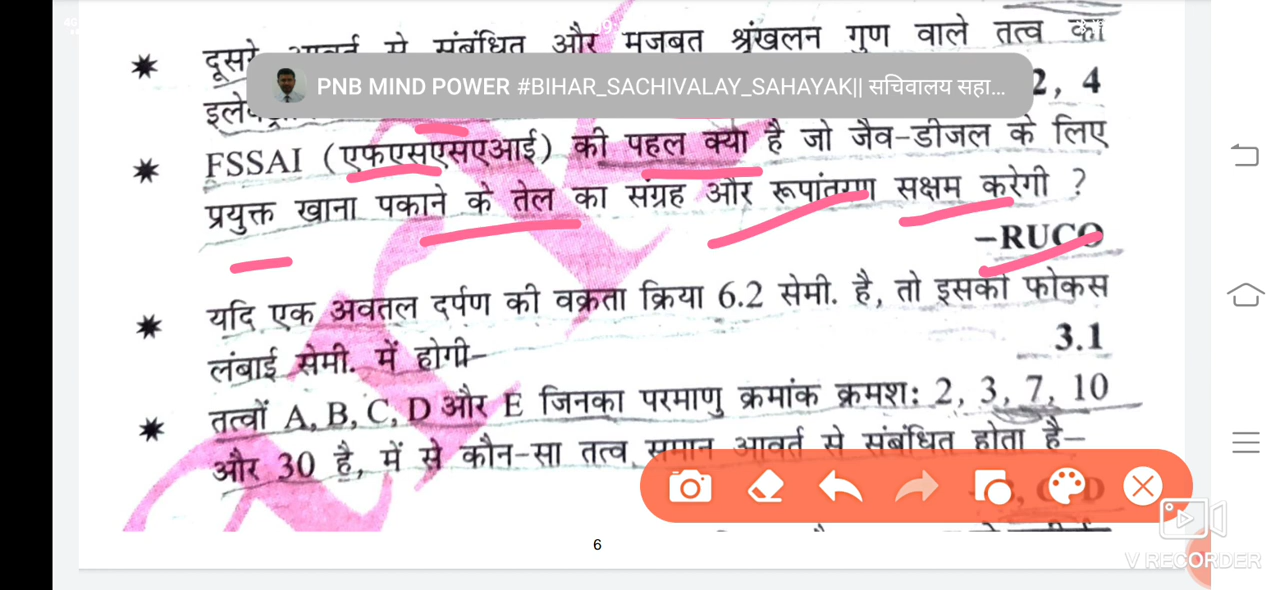 4G
दूसरे आवर्त से संबंधित और मजबत श्रंखलन गुण वाले तत्व का
PNB MIND POWER #BIHAR_SACHIVALAY_SAHAYAK|| सचिवालय सहा...
2, 4
FSSAI (एफएसएसएआई) की पहल क्या है जो जैव-डीजल के लिए
प्रयुक्त खाना पकाने के तेल का संग्रह और रूपांतरण सक्षम करेगी ?
–RUCO
यदि एक अवतल दर्पण की वक्रता क्रिया 6.2 सेमी. है, तो इसकी फोकस
लंबाई सेमी. में होगी–
3.1
तत्वों A, B, C, D और E जिनका परमाणु क्रमांक क्रमश: 2, 3, 7, 10
और 30 है, में से कौन-सा तत्व समान आवर्त से संबंधित होता है–
B, C, D
6
V RECORDER